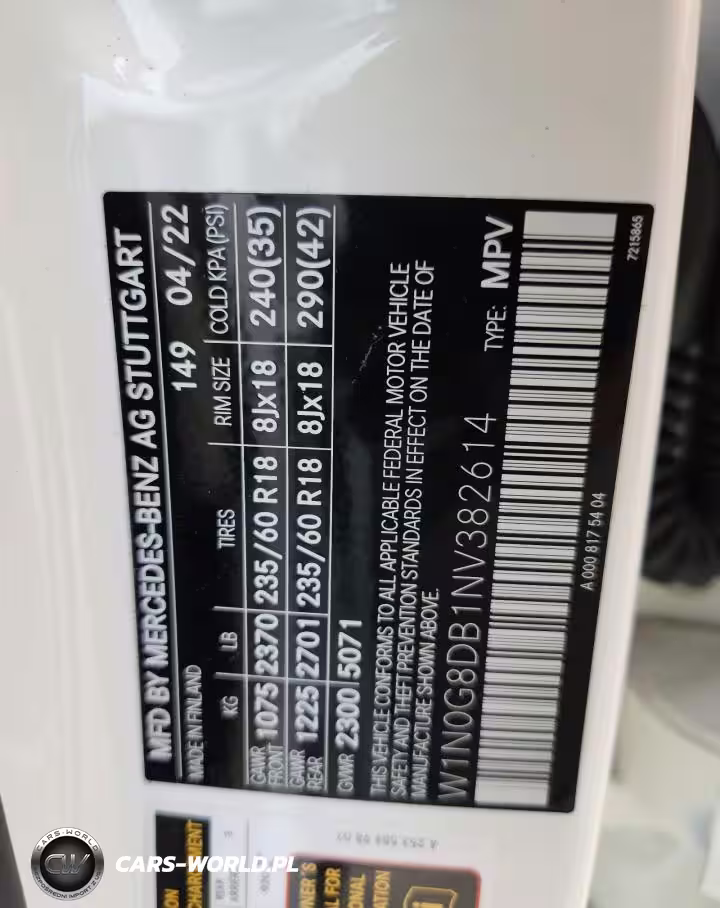 MFD BY MERCEDES-BENZ AG STUTTGART
MADE IN FINLAND 149 04/22
KG LB TIRES RIM SIZE COLD KPA(PSI)
GAWR FRONT 1075 2370 235/60 R18 8Jx18 240(35)
GAWR REAR 1225 2701 235/60 R18 8Jx18 290(42)
GVWR 2300 5071
THIS VEHICLE CONFORMS TO ALL APPLICABLE FEDERAL MOTOR VEHICLE
SAFETY AND THEFT PREVENTION STANDARDS IN EFFECT ON THE DATE OF
MANUFACTURE SHOWN ABOVE.
W1N0G8DB1NV382614 TYPE: MPV
A 000 817 54 04
7215865
CARS-WORLD
CW
CARS-WORLD.PL